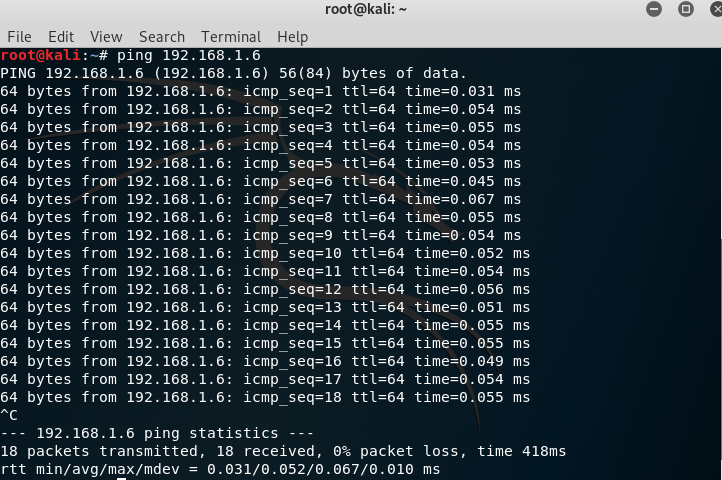 root@kali: ~
File Edit View Search Terminal Help
root@kali:~# ping 192.168.1.6
PING 192.168.1.6 (192.168.1.6) 56(84) bytes of data.
64 bytes from 192.168.1.6: icmp_seq=1 ttl=64 time=0.031 ms
64 bytes from 192.168.1.6: icmp_seq=2 ttl=64 time=0.054 ms
64 bytes from 192.168.1.6: icmp_seq=3 ttl=64 time=0.055 ms
64 bytes from 192.168.1.6: icmp_seq=4 ttl=64 time=0.054 ms
64 bytes from 192.168.1.6: icmp_seq=5 ttl=64 time=0.053 ms
64 bytes from 192.168.1.6: icmp_seq=6 ttl=64 time=0.045 ms
64 bytes from 192.168.1.6: icmp_seq=7 ttl=64 time=0.067 ms
64 bytes from 192.168.1.6: icmp_seq=8 ttl=64 time=0.055 ms
64 bytes from 192.168.1.6: icmp_seq=9 ttl=64 time=0.054 ms
64 bytes from 192.168.1.6: icmp_seq=10 ttl=64 time=0.052 ms
64 bytes from 192.168.1.6: icmp_seq=11 ttl=64 time=0.054 ms
64 bytes from 192.168.1.6: icmp_seq=12 ttl=64 time=0.056 ms
64 bytes from 192.168.1.6: icmp_seq=13 ttl=64 time=0.051 ms
64 bytes from 192.168.1.6: icmp_seq=14 ttl=64 time=0.055 ms
64 bytes from 192.168.1.6: icmp_seq=15 ttl=64 time=0.055 ms
64 bytes from 192.168.1.6: icmp_seq=16 ttl=64 time=0.049 ms
64 bytes from 192.168.1.6: icmp_seq=17 ttl=64 time=0.054 ms
64 bytes from 192.168.1.6: icmp_seq=18 ttl=64 time=0.055 ms
^C
--- 192.168.1.6 ping statistics ---
18 packets transmitted, 18 received, 0% packet loss, time 418ms
rtt min/avg/max/mdev = 0.031/0.052/0.067/0.010 ms